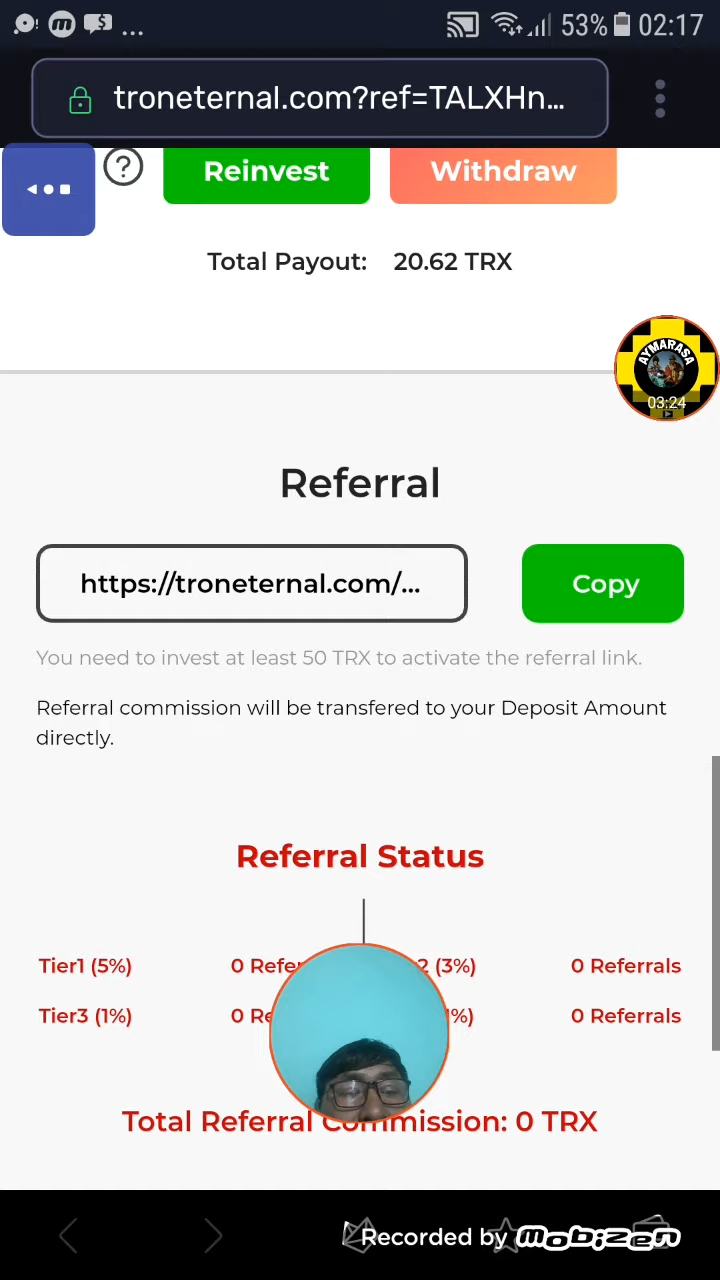 53% 02:17
troneternal.com?ref=TALXHn...
Reinvest Withdraw
Total Payout: 20.62 TRX
AYMARASA
03:24
Referral
https://troneternal.com/... Copy
You need to invest at least 50 TRX to activate the referral link.
Referral commission will be transfered to your Deposit Amount
directly.
Referral Status
Tier1 (5%) 0 Refe 2 (3%) 0 Referrals
Tier3 (1%) 0 Re %) 0 Referrals
Total Referral Commission: 0 TRX
Recorded by mobizen